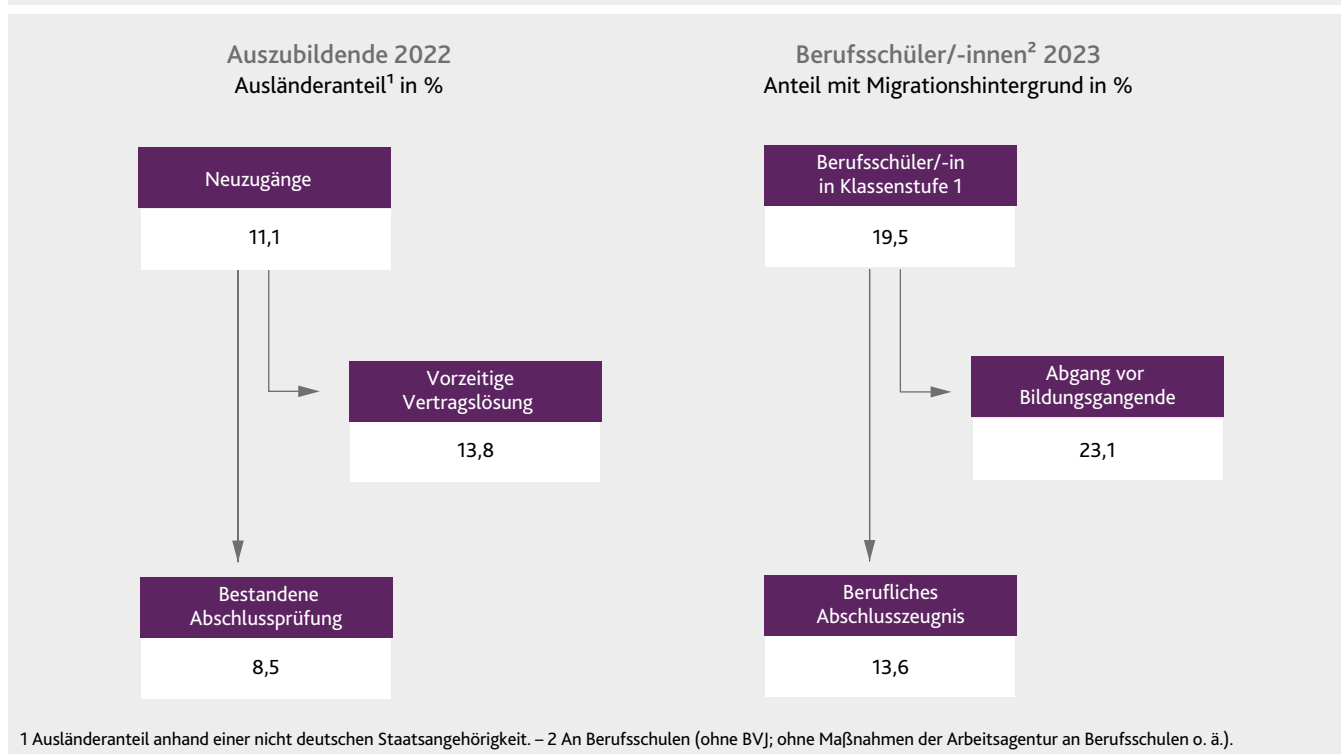 Auszubildende 2022
Ausländeranteil¹ in %
Neuzugänge
11,1
Vorzeitige
Vertragslösung
13,8
Bestandene
Abschlussprüfung
8,5
Berufsschüler/-innen² 2023
Anteil mit Migrationshintergrund in %
Berufsschüler/-in
in Klassenstufe 1
19,5
Abgang vor
Bildungsgangende
23,1
Berufliches
Abschlusszeugnis
13,6
1 Ausländeranteil anhand einer nicht deutschen Staatsangehörigkeit. – 2 An Berufsschulen (ohne BVJ; ohne Maßnahmen der Arbeitsagentur an Berufsschulen o. ä.).